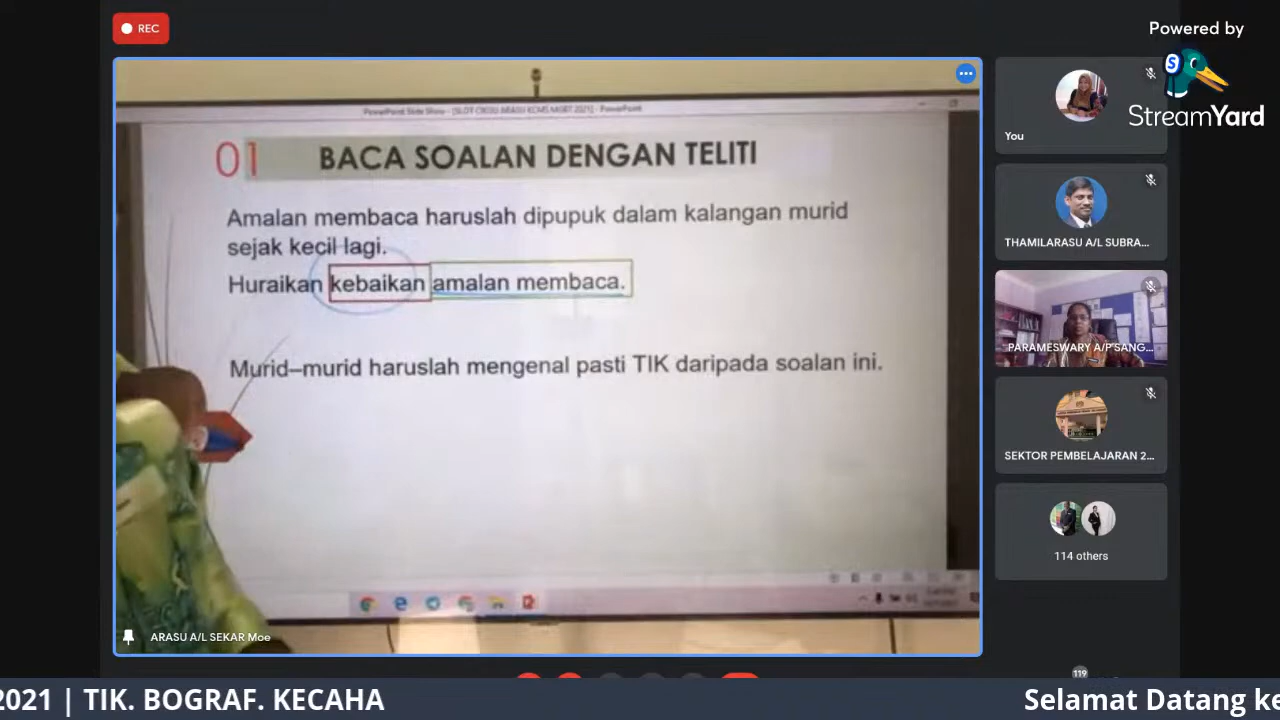 REC
Powered by
StreamYard
PowerPoint Slide Show - [SLOT CIKGU ARASU KCMS MGBT 2021] - PowerPoint
01 BACA SOALAN DENGAN TELITI
Amalan membaca haruslah dipupuk dalam kalangan murid
sejak kecil lagi.
Huraikan kebaikan amalan membaca.
Murid–murid haruslah mengenal pasti TIK daripada soalan ini.
ARASU A/L SEKAR Moe
You
THAMILARASU A/L SUBRA...
PARAMESWARY A/P SANG...
SEKTOR PEMBELAJARAN 2...
114 others
119
2021 | TIK. BOGRAF. KECAHA
Selamat Datang ke